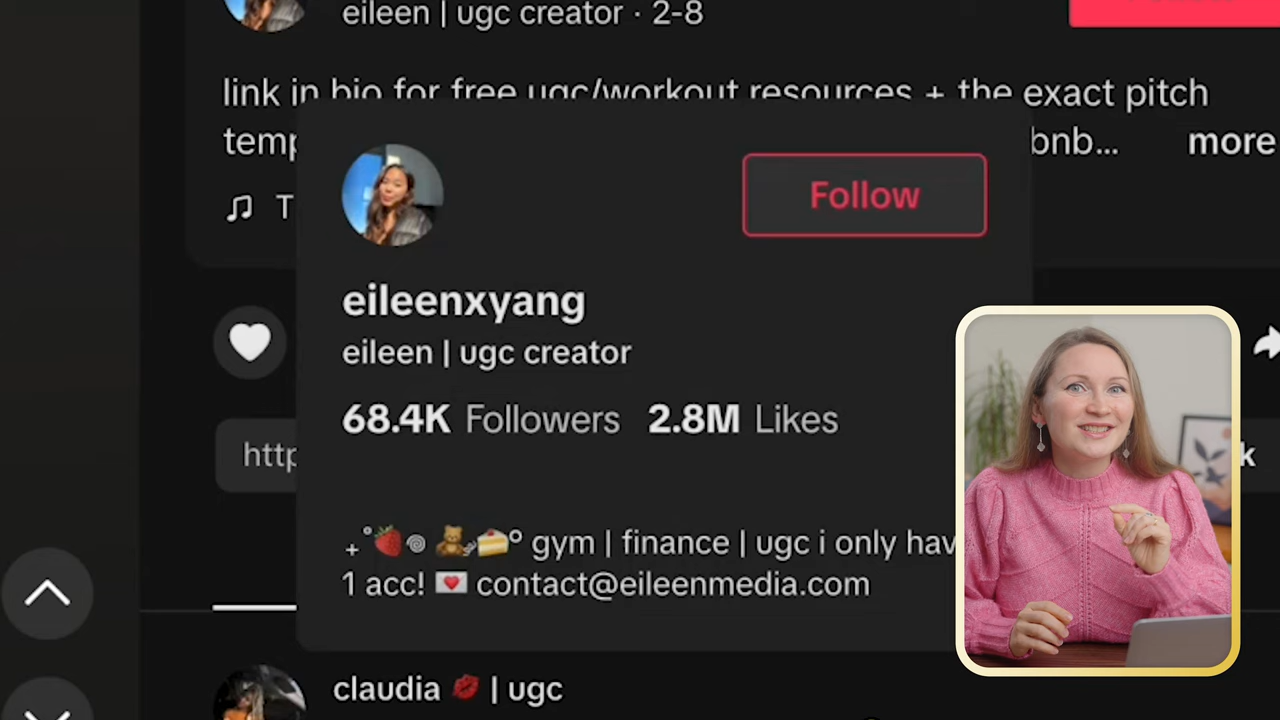 eileen | ugc creator · 2-8
link in bio for free ugc/workout resources + the exact pitch
temp bnb... more
T
Follow
eileenxyang
eileen | ugc creator
68.4K Followers 2.8M Likes
http
k
gym | finance | ugc i only hav
1 acc! 💌 contact@eileenmedia.com
claudia 💋 | ugc